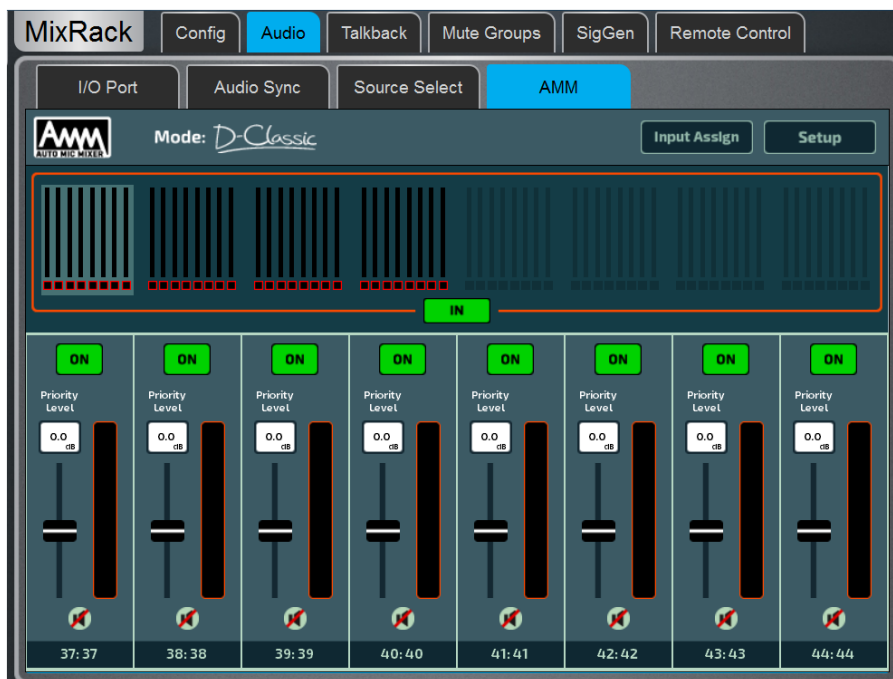 MixRack Config Audio Talkback Mute Groups SigGen Remote Control
I/O Port Audio Sync Source Select AMM
AMM Mode: D-Classic Input Assign Setup
AUTO MIC MIXER
IN
ON ON ON ON ON ON ON ON
Priority Priority Priority Priority Priority Priority Priority Priority
Level Level Level Level Level Level Level Level
0.0 0.0 0.0 0.0 0.0 0.0 0.0 0.0
dB dB dB dB dB dB dB dB
37:37 38:38 39:39 40:40 41:41 42:42 43:43 44:44